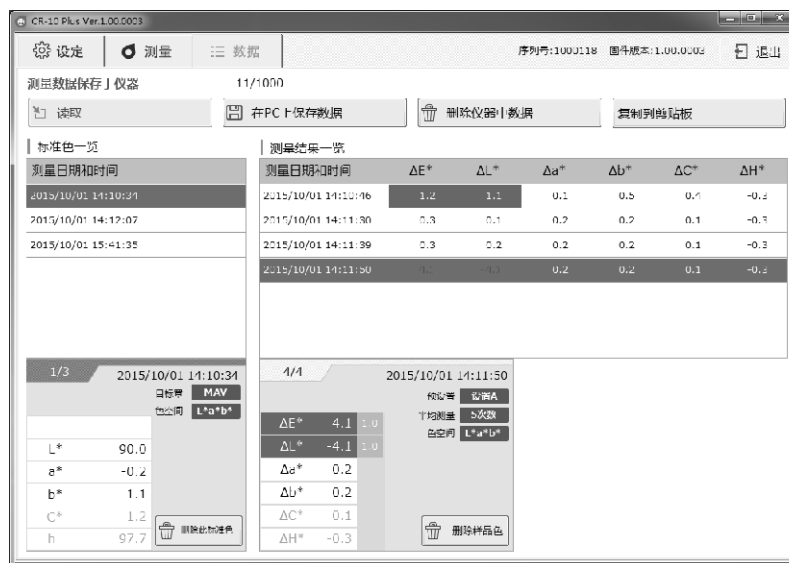 CR-10 Plus Ver.1.00.0003
设定 测量 数据 序列号:1000118 固件版本:1.00.0003 退出
测量数据保存于仪器 11/1000
读取 在PC上保存数据 删除仪器中数据 复制到剪贴板
标准色一览 测量结果一览
测量日期和时间 测量日期和时间 ΔE* ΔL* Δa* Δb* ΔC* ΔH*
2015/10/01 14:10:34 2015/10/01 14:10:46 1.2 1.1 0.1 0.5 0.4 -0.3
2015/10/01 14:12:07 2015/10/01 14:11:30 0.3 0.1 0.2 0.2 0.1 -0.3
2015/10/01 15:41:35 2015/10/01 14:11:39 0.3 0.2 0.2 0.2 0.1 -0.3
2015/10/01 14:11:50 4.1 -4.1 0.2 0.2 0.1 -0.3
1/3 2015/10/01 14:10:34 4/4 2015/10/01 14:11:50
目标罩 MAV
色空间 L*a*b*
平均测量 5次数
色空间 L*a*b*
ΔE* 4.1 1.0
ΔL* -4.1 1.0
L* 90.0 Δa* 0.2
a* -0.2 Δb* 0.2
b* 1.1 ΔC* 0.1
C* 1.2 ΔH* -0.3
h 97.7
删除此标准色 删除样品色